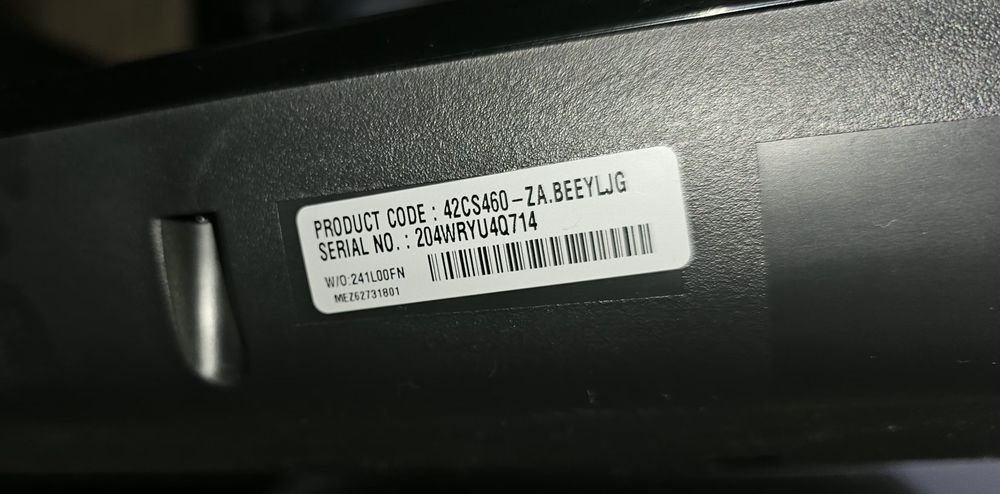 PRODUCT CODE : 42CS460-ZA.BEEYLJG
SERIAL NO. : 204WRYU4Q714
W/O:241L00FN
MEZ62731801